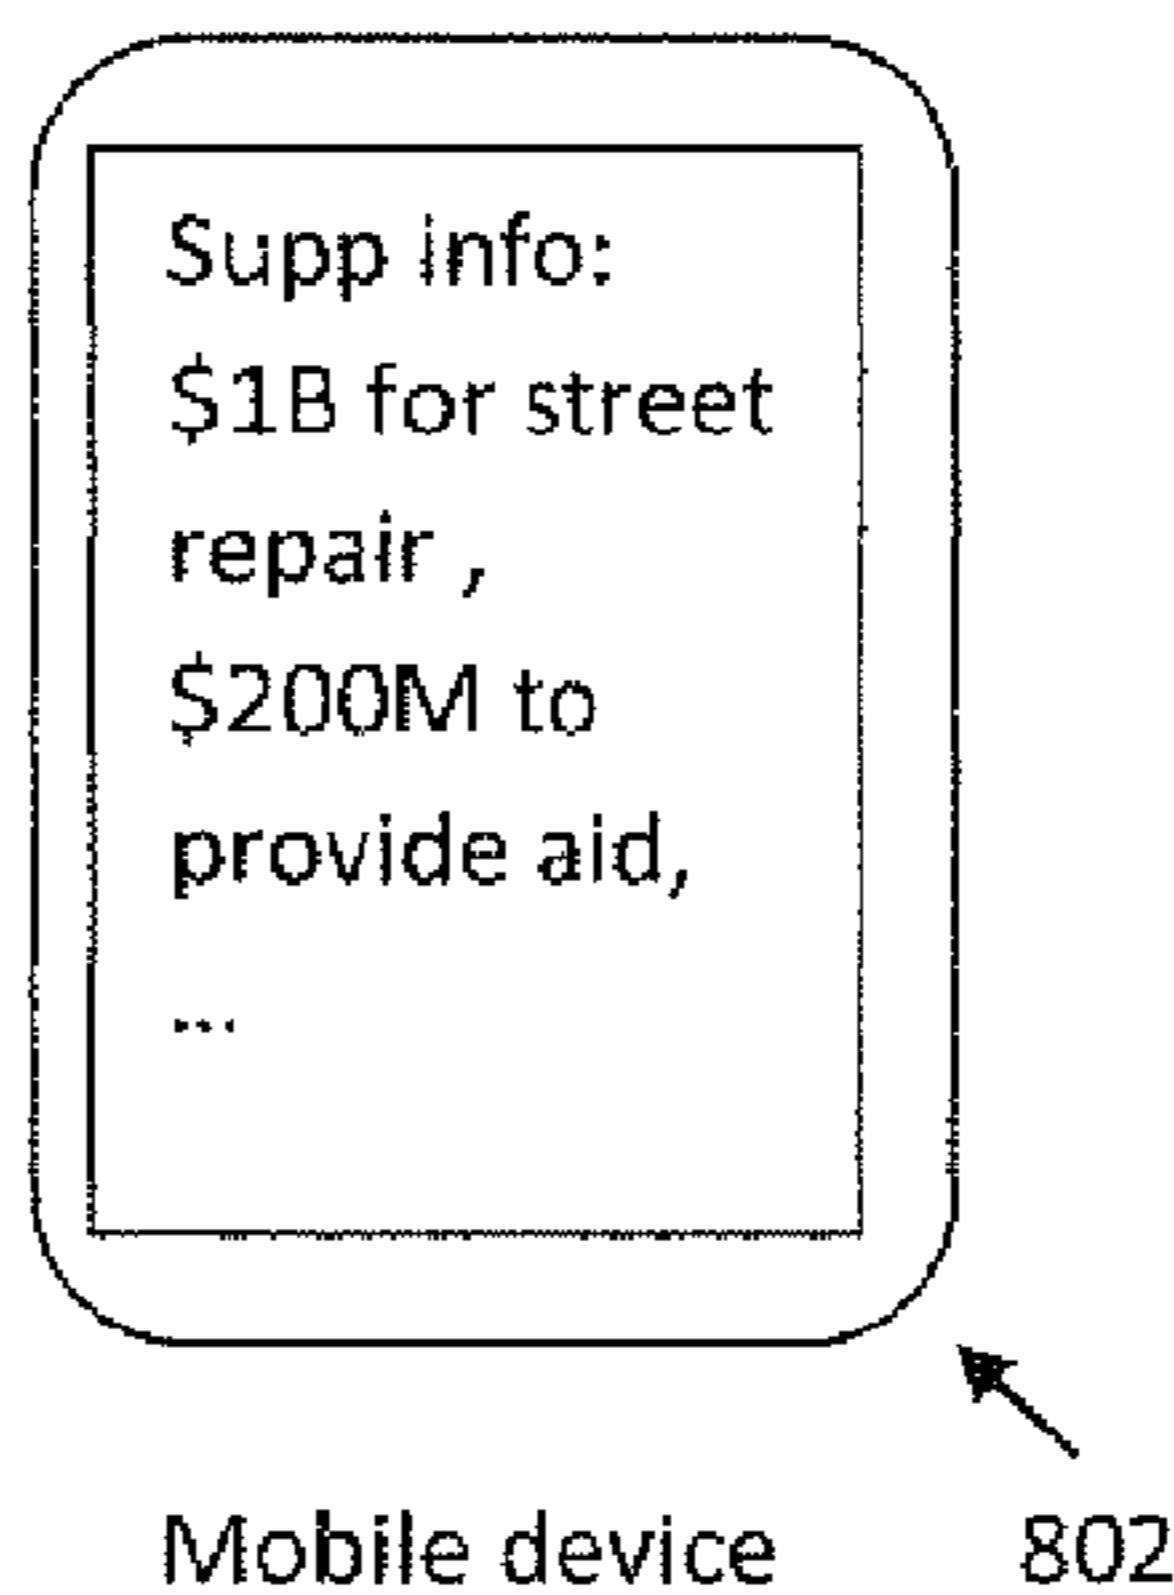 Supp info:
$1B for street
repair ,
$200M to
provide aid,
...
Mobile device 802